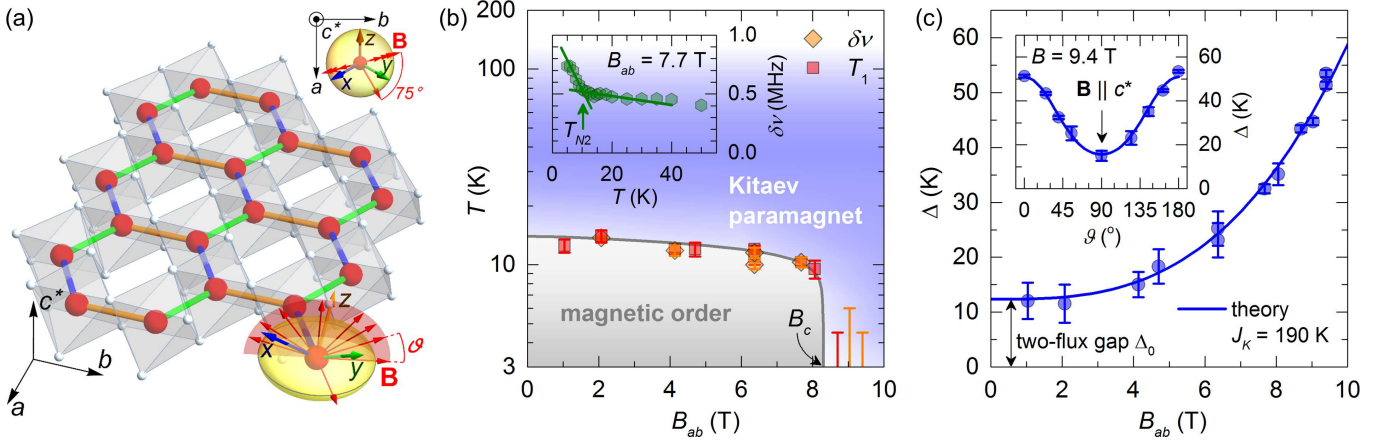 (a)
c*
b
z
B
y
x
a
75°
c*
b
a
z
x
y
ϑ
B
(b)
200
100
10
3
T (K)
0
2
4
6
8
10
B_ab (T)
B_ab = 7.7 T
T_N2
0
20
40
T (K)
1.0
0.5
0.0
δν (MHz)
δν
T_1
Kitaev
paramagnet
magnetic order
B_c
(c)
60
50
40
30
20
10
0
Δ (K)
0
2
4
6
8
10
B_ab (T)
B = 9.4 T
B || c*
60
40
20
0
Δ (K)
0
45
90
135
180
ϑ (°)
two-flux gap Δ_0
theory
J_K = 190 K